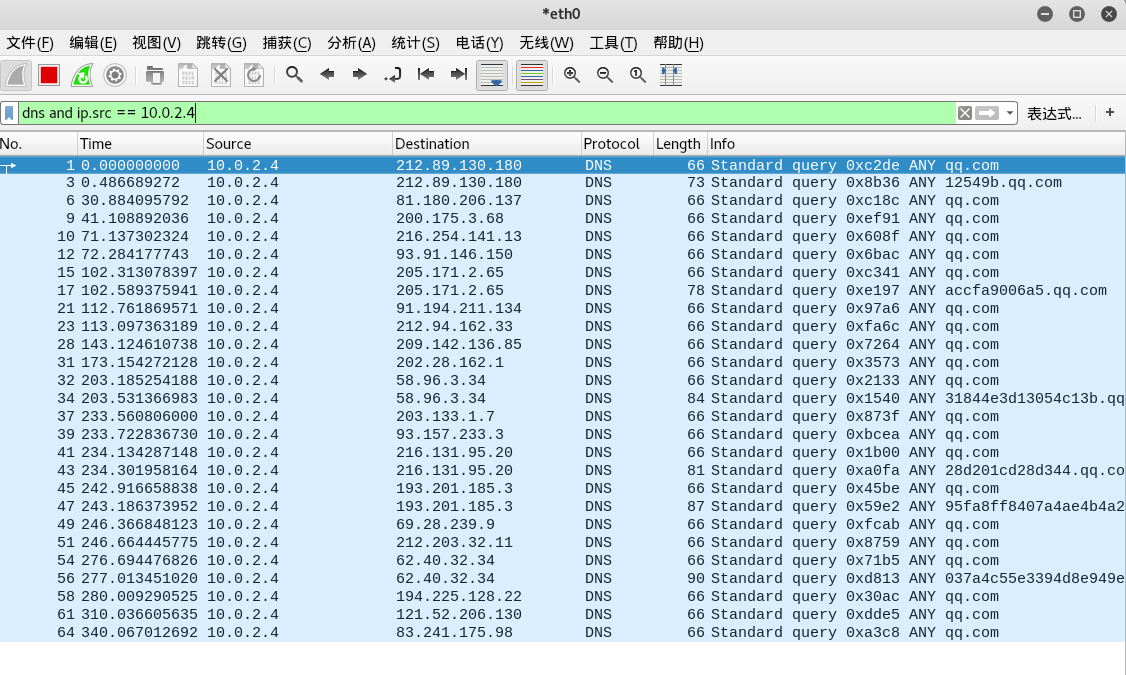 *eth0
文件(F) 编辑(E) 视图(V) 跳转(G) 捕获(C) 分析(A) 统计(S) 电话(Y) 无线(W) 工具(T) 帮助(H)
dns and ip.src == 10.0.2.4 表达式… +
No. Time Source Destination Protocol Length Info
1 0.000000000 10.0.2.4 212.89.130.180 DNS 66 Standard query 0xc2de ANY qq.com
3 0.486689272 10.0.2.4 212.89.130.180 DNS 73 Standard query 0x8b36 ANY 12549b.qq.com
6 30.884095792 10.0.2.4 81.180.206.137 DNS 66 Standard query 0xc18c ANY qq.com
9 41.108892036 10.0.2.4 200.175.3.68 DNS 66 Standard query 0xef91 ANY qq.com
10 71.137302324 10.0.2.4 216.254.141.13 DNS 66 Standard query 0x608f ANY qq.com
12 72.284177743 10.0.2.4 93.91.146.150 DNS 66 Standard query 0x6bac ANY qq.com
15 102.313078397 10.0.2.4 205.171.2.65 DNS 66 Standard query 0xc341 ANY qq.com
17 102.589375941 10.0.2.4 205.171.2.65 DNS 78 Standard query 0xe197 ANY accfa9006a5.qq.com
21 112.761869571 10.0.2.4 91.194.211.134 DNS 66 Standard query 0x97a6 ANY qq.com
23 113.097363189 10.0.2.4 212.94.162.33 DNS 66 Standard query 0xfa6c ANY qq.com
28 143.124610738 10.0.2.4 209.142.136.85 DNS 66 Standard query 0x7264 ANY qq.com
31 173.154272128 10.0.2.4 202.28.162.1 DNS 66 Standard query 0x3573 ANY qq.com
32 203.185254188 10.0.2.4 58.96.3.34 DNS 66 Standard query 0x2133 ANY qq.com
34 203.531366983 10.0.2.4 58.96.3.34 DNS 84 Standard query 0x1540 ANY 31844e3d13054c13b.qq
37 233.560806000 10.0.2.4 203.133.1.7 DNS 66 Standard query 0x873f ANY qq.com
39 233.722836730 10.0.2.4 93.157.233.3 DNS 66 Standard query 0xbcea ANY qq.com
41 234.134287148 10.0.2.4 216.131.95.20 DNS 66 Standard query 0x1b00 ANY qq.com
43 234.301958164 10.0.2.4 216.131.95.20 DNS 81 Standard query 0xa0fa ANY 28d201cd28d344.qq.co
45 242.916658838 10.0.2.4 193.201.185.3 DNS 66 Standard query 0x45be ANY qq.com
47 243.186373952 10.0.2.4 193.201.185.3 DNS 87 Standard query 0x59e2 ANY 95fa8ff8407a4ae4b4a2
49 246.366848123 10.0.2.4 69.28.239.9 DNS 66 Standard query 0xfcab ANY qq.com
51 246.664445775 10.0.2.4 212.203.32.11 DNS 66 Standard query 0x8759 ANY qq.com
54 276.694476826 10.0.2.4 62.40.32.34 DNS 66 Standard query 0x71b5 ANY qq.com
56 277.013451020 10.0.2.4 62.40.32.34 DNS 90 Standard query 0xd813 ANY 037a4c55e3394d8e949e
58 280.009290525 10.0.2.4 194.225.128.22 DNS 66 Standard query 0x30ac ANY qq.com
61 310.036605635 10.0.2.4 121.52.206.130 DNS 66 Standard query 0xdde5 ANY qq.com
64 340.067012692 10.0.2.4 83.241.175.98 DNS 66 Standard query 0xa3c8 ANY qq.com